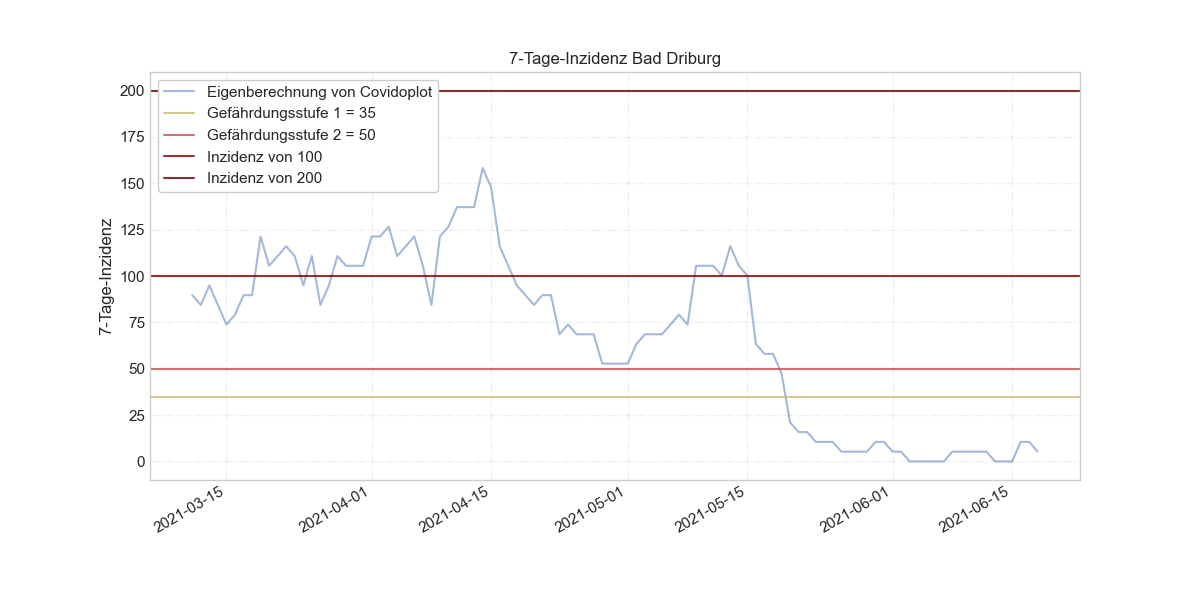 7-Tage-Inzidenz Bad Driburg
Eigenberechnung von Covidoplot
Gefährdungsstufe 1 = 35
Gefährdungsstufe 2 = 50
Inzidenz von 100
Inzidenz von 200
7-Tage-Inzidenz
200
175
150
125
100
75
50
25
0
2021-03-15
2021-04-01
2021-04-15
2021-05-01
2021-05-15
2021-06-01
2021-06-15